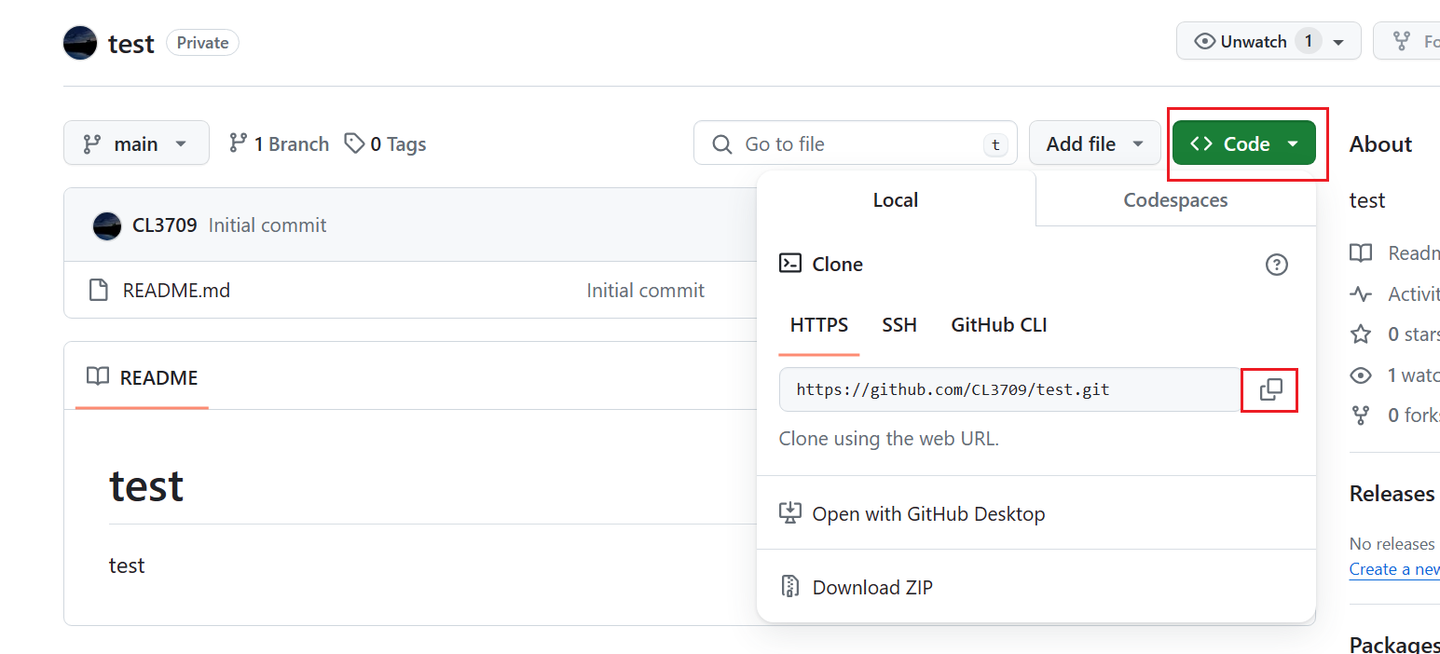 test Private
Unwatch 1
Fo
main
1 Branch
0 Tags
Go to file t
Add file
Code
About
CL3709 Initial commit
README.md Initial commit
README
test
test
Local
Codespaces
Clone
HTTPS SSH GitHub CLI
https://github.com/CL3709/test.git
Clone using the web URL.
Open with GitHub Desktop
Download ZIP
test
Readm
Activit
0 stars
1 watc
0 forks
Releases
No releases
Create a new
Packages